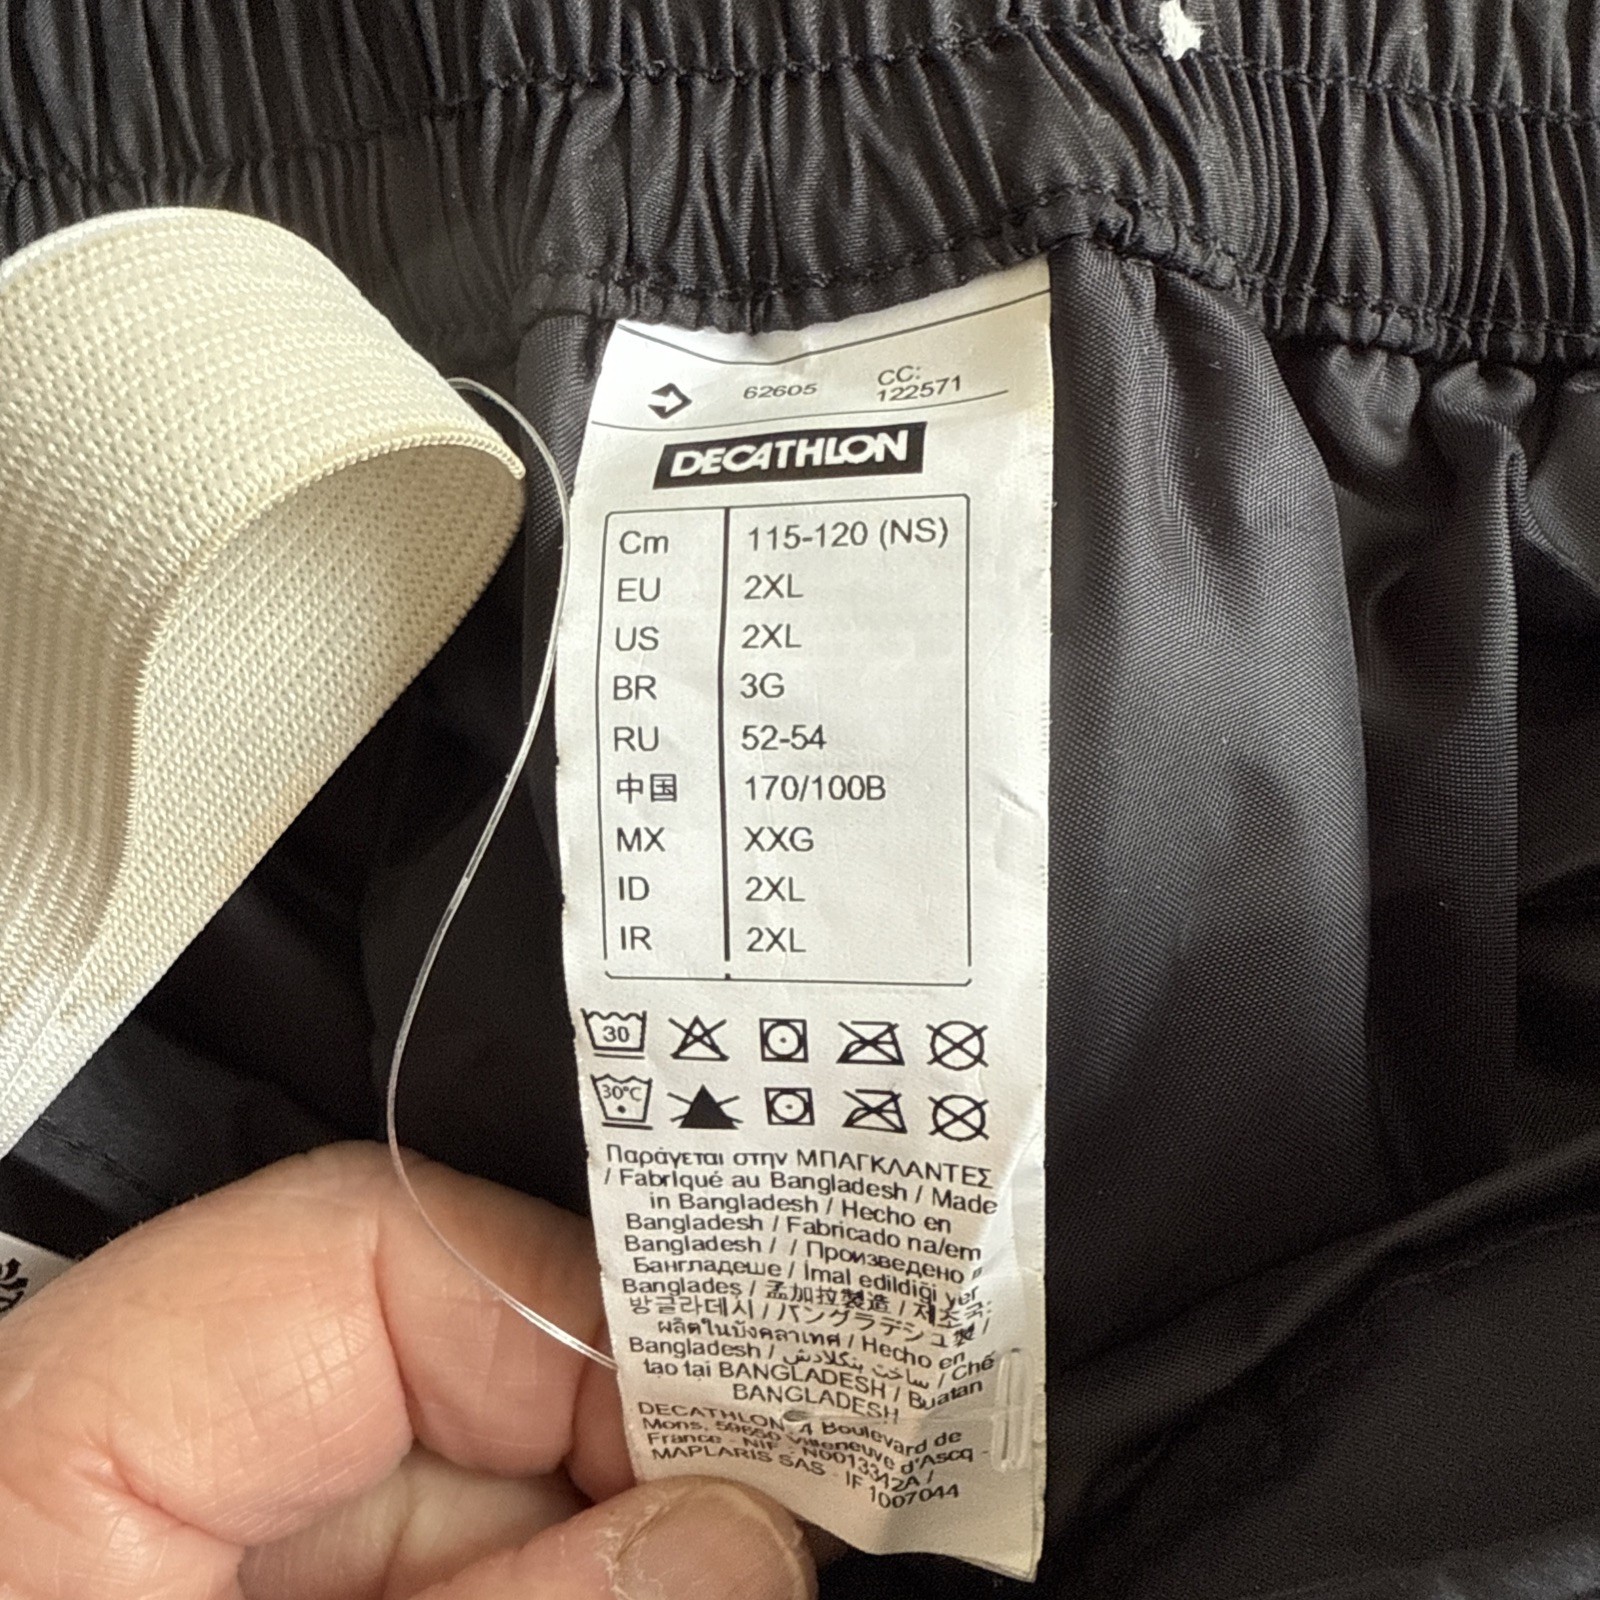 62605 CC:
122571
DECATHLON
Cm 115-120 (NS)
EU 2XL
US 2XL
BR 3G
RU 52-54
中国 170/100B
MX XXG
ID 2XL
IR 2XL
30
30°C
Παράγεται στην ΜΠΑΓΚΛΑΝΤΕΣ
/ Fabriqué au Bangladesh / Made
in Bangladesh / Hecho en
Bangladesh / Fabricado na/em
Bangladesh / / Произведено в
Бангладеше / İmal edildiği yer
Bangladeş / 孟加拉製造 / 제조국:
방글라데시 / バングラデシュ製 /
ผลิตในบังคลาเทศ / Hecho en
Bangladesh / ساخت بنگلادش / Chế
tạo tại BANGLADESH / Buatan
BANGLADESH
DECATHLON, 4 Boulevard de
Mons, 59650 Villeneuve d'Ascq -
France - NIF - N0013342A /
MAPLARIS SAS - IF
1007044